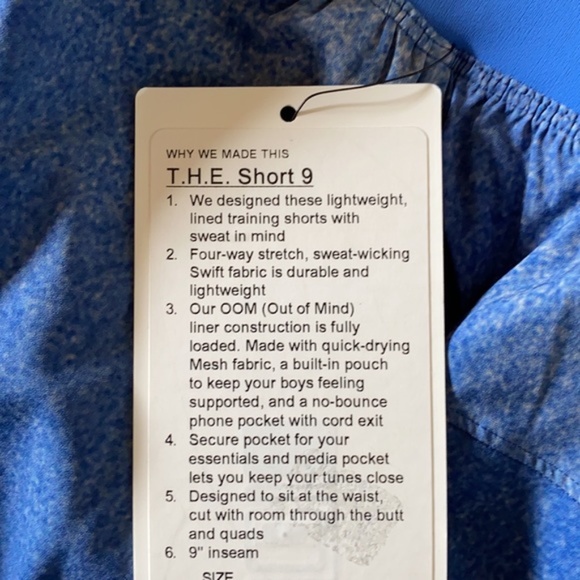 WHY WE MADE THIS
T.H.E. Short 9
1. We designed these lightweight,
lined training shorts with
sweat in mind
2. Four-way stretch, sweat-wicking
Swift fabric is durable and
lightweight
3. Our OOM (Out of Mind)
liner construction is fully
loaded. Made with quick-drying
Mesh fabric, a built-in pouch
to keep your boys feeling
supported, and a no-bounce
phone pocket with cord exit
4. Secure pocket for your
essentials and media pocket
lets you keep your tunes close
5. Designed to sit at the waist,
cut with room through the butt
and quads
6. 9" inseam
SIZE